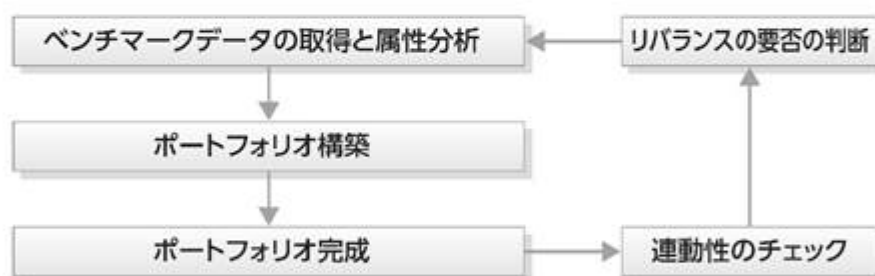 ベンチマークデータの取得と属性分析
リバランスの要否の判断
ポートフォリオ構築
ポートフォリオ完成
連動性のチェック